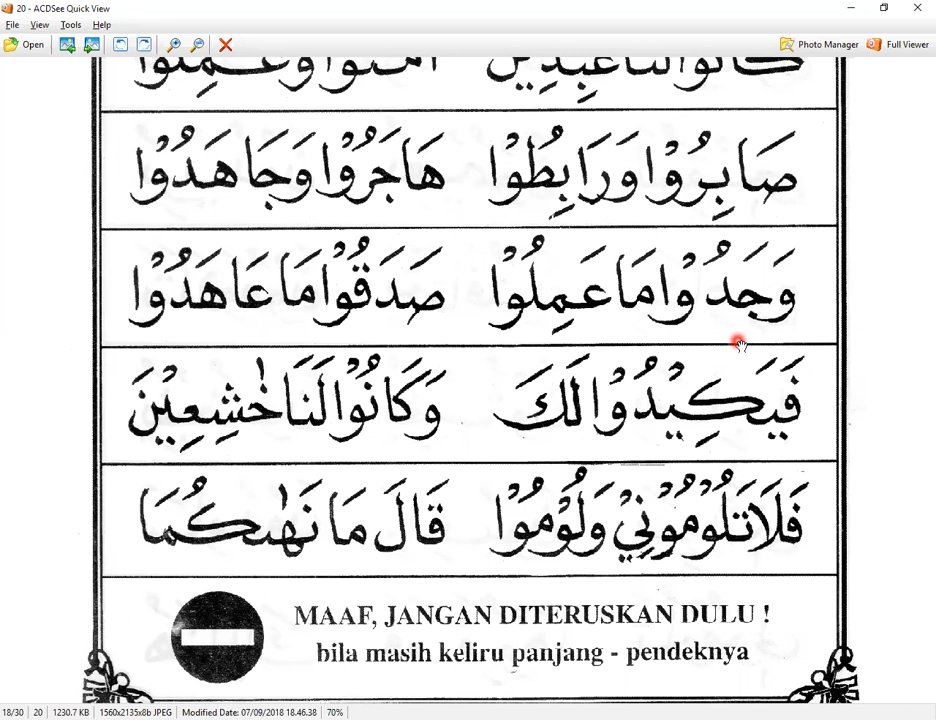 20 - ACDSee Quick View
File View Tools Help
Open Photo Manager Full Viewer
كَانُوْا لَنَا عٰبِدِيْنَ اٰمَنُوْا وَعَمِلُوْا
صَابِرُوْا وَرَابِطُوْا هَاجَرُوْا وَجَاهَدُوْا
وَجَدُوْا مَا عَمِلُوْا صَدَقُوْا مَا عَاهَدُوْا
فَيَكِيْدُوْا لَكَ وَكَانُوْا لَنَا خٰشِعِيْنَ
فَلَا تَلُوْمُوْنِيْ وَلُوْمُوْا قَالَ مَا نَهٰىكُمَا
MAAF, JANGAN DITERUSKAN DULU !
bila masih keliru panjang - pendeknya
18/30 20 1230.7 KB 1560x2135x8b JPEG Modified Date: 07/09/2018 18.46.38 70%